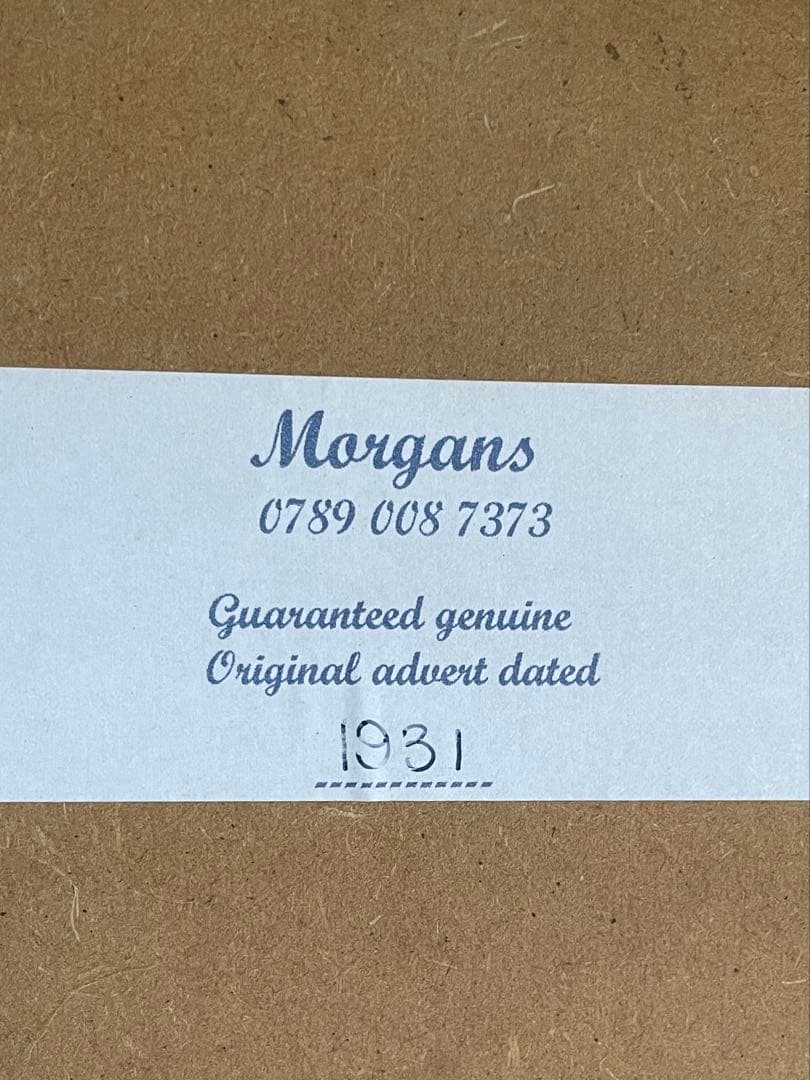 Morgans
0789 008 7373
Guaranteed genuine
Original advert dated
1931